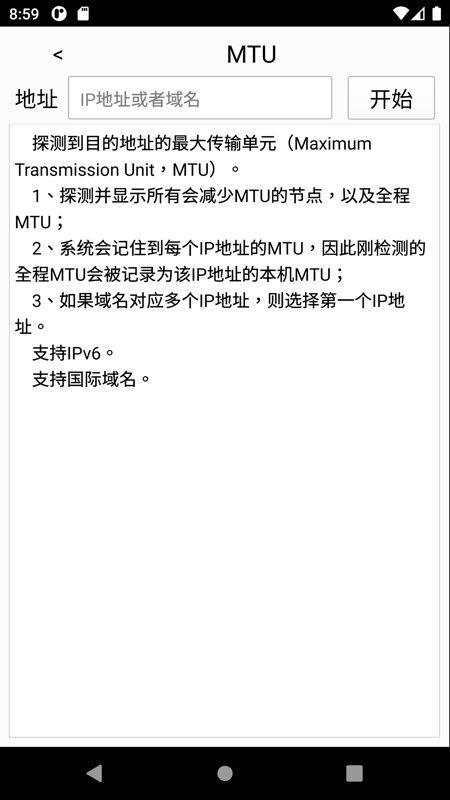 8:59
< MTU
地址 IP地址或者域名 开始
探测到目的地址的最大传输单元（Maximum
Transmission Unit，MTU）。
1、探测并显示所有会减少MTU的节点，以及全程
MTU；
2、系统会记住到每个IP地址的MTU，因此刚检测的
全程MTU会被记录为该IP地址的本机MTU；
3、如果域名对应多个IP地址，则选择第一个IP地
址。
支持IPv6。
支持国际域名。